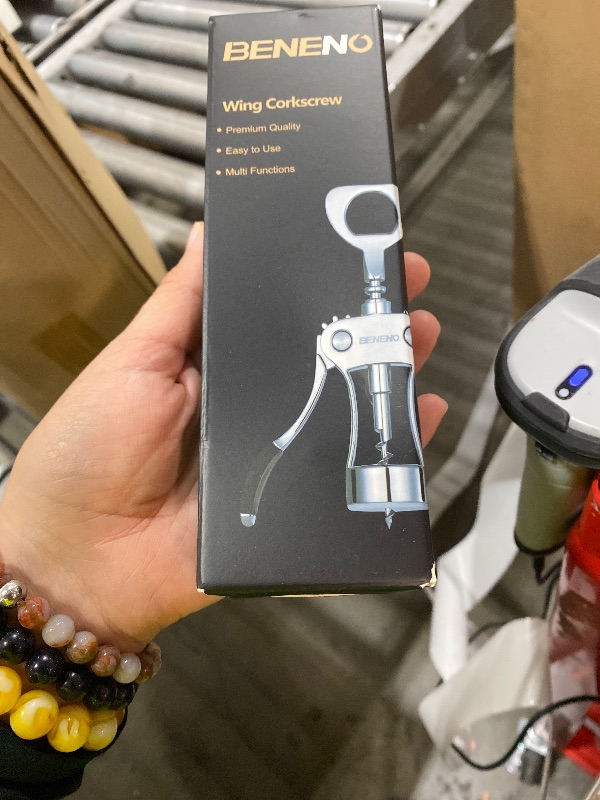 BENENO
Wing Corkscrew
• Premium Quality
• Easy to Use
• Multi Functions
BENENO